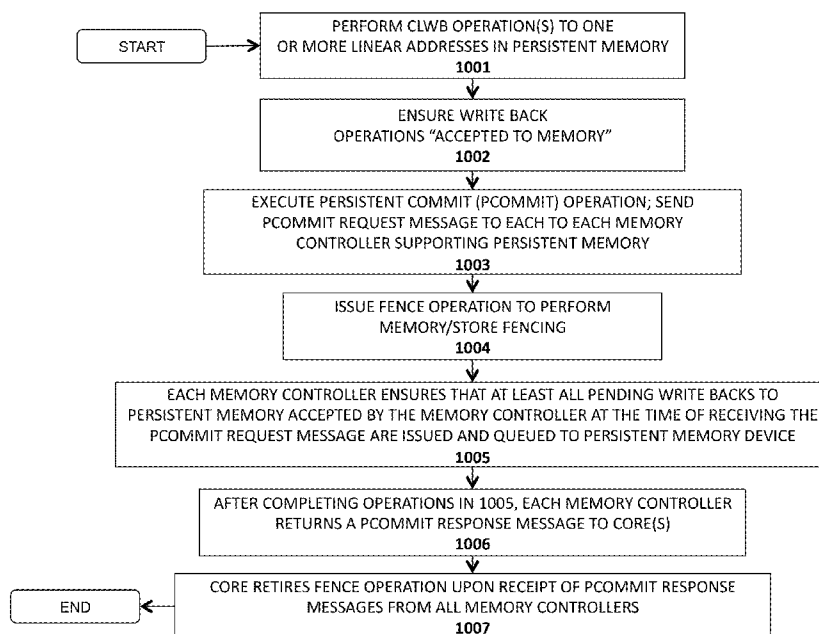 START
PERFORM CLWB OPERATION(S) TO ONE
OR MORE LINEAR ADDRESSES IN PERSISTENT MEMORY
1001
ENSURE WRITE BACK
OPERATIONS “ACCEPTED TO MEMORY”
1002
EXECUTE PERSISTENT COMMIT (PCOMMIT) OPERATION; SEND
PCOMMIT REQUEST MESSAGE TO EACH TO EACH MEMORY
CONTROLLER SUPPORTING PERSISTENT MEMORY
1003
ISSUE FENCE OPERATION TO PERFORM
MEMORY/STORE FENCING
1004
EACH MEMORY CONTROLLER ENSURES THAT AT LEAST ALL PENDING WRITE BACKS TO
PERSISTENT MEMORY ACCEPTED BY THE MEMORY CONTROLLER AT THE TIME OF RECEIVING THE
PCOMMIT REQUEST MESSAGE ARE ISSUED AND QUEUED TO PERSISTENT MEMORY DEVICE
1005
AFTER COMPLETING OPERATIONS IN 1005, EACH MEMORY CONTROLLER
RETURNS A PCOMMIT RESPONSE MESSAGE TO CORE(S)
1006
CORE RETIRES FENCE OPERATION UPON RECEIPT OF PCOMMIT RESPONSE
MESSAGES FROM ALL MEMORY CONTROLLERS
1007
END